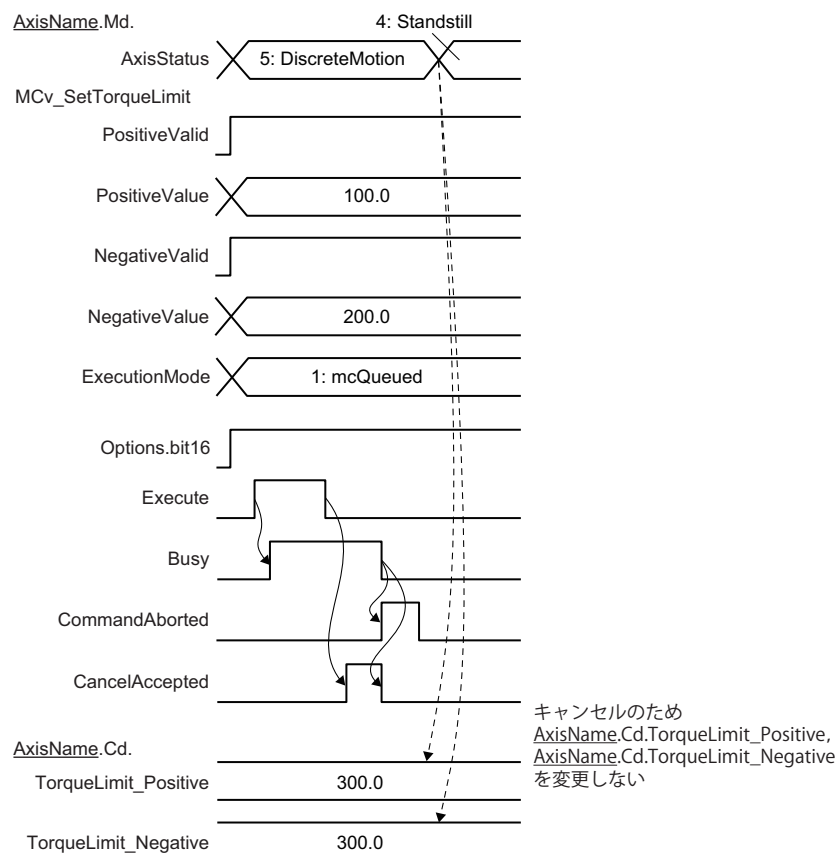 AxisName.Md.
4: Standstill
AxisStatus
5: DiscreteMotion
MCv_SetTorqueLimit
PositiveValid
PositiveValue
100.0
NegativeValid
NegativeValue
200.0
ExecutionMode
1: mcQueued
Options.bit16
Execute
Busy
CommandAborted
CancelAccepted
キャンセルのため
AxisName.Cd.TorqueLimit_Positive,
AxisName.Cd.TorqueLimit_Negative
を変更しない
AxisName.Cd.
TorqueLimit_Positive
300.0
TorqueLimit_Negative
300.0